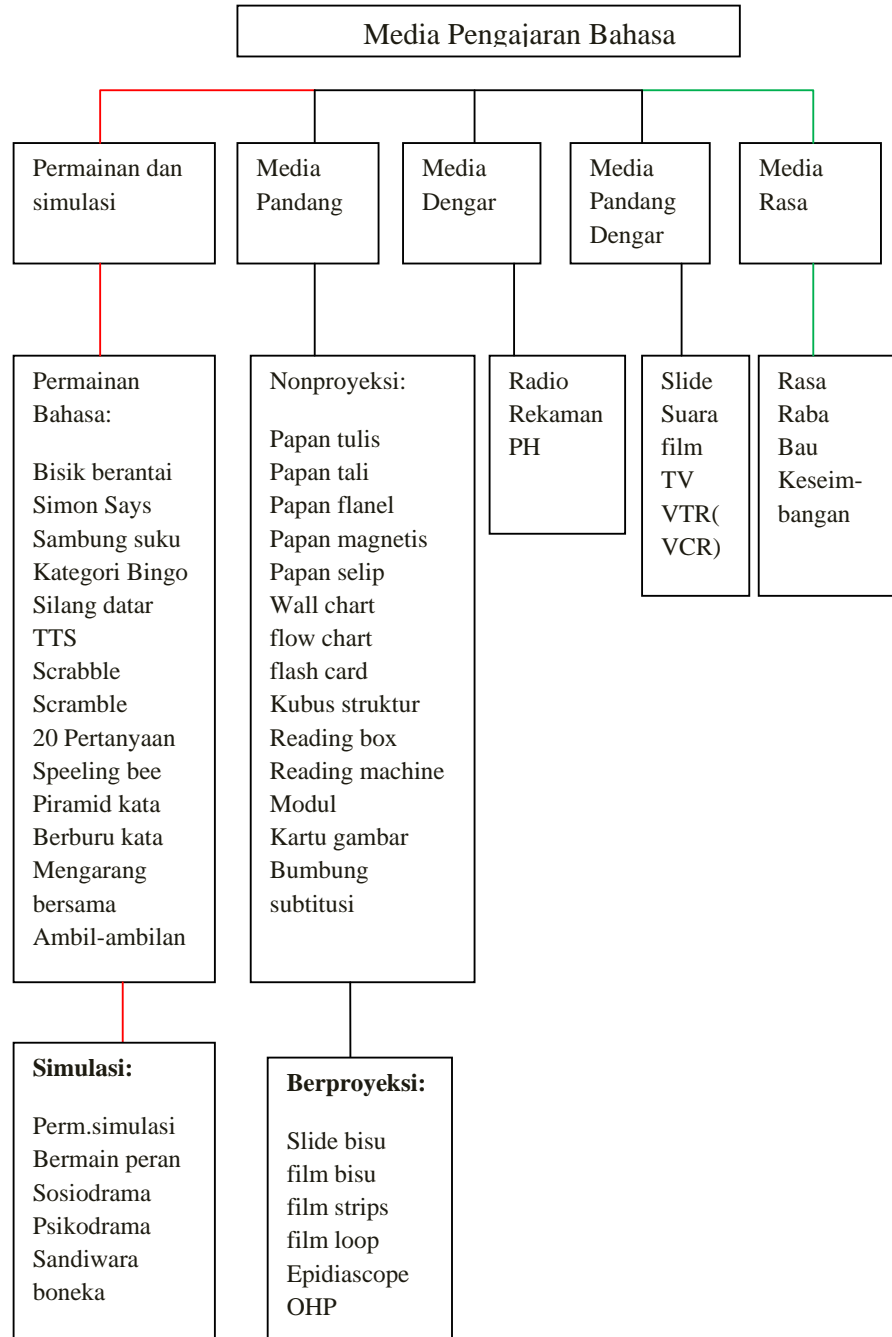 Media Pengajaran Bahasa
Permainan dan
simulasi
Media
Pandang
Media
Dengar
Media
Pandang
Dengar
Media
Rasa
Permainan
Bahasa:
Bisik berantai
Simon Says
Sambung suku
Kategori Bingo
Silang datar
TTS
Scrabble
Scramble
20 Pertanyaan
Speeling bee
Piramid kata
Berburu kata
Mengarang
bersama
Ambil-ambilan
Nonproyeksi:
Papan tulis
Papan tali
Papan flanel
Papan magnetis
Papan selip
Wall chart
flow chart
flash card
Kubus struktur
Reading box
Reading machine
Modul
Kartu gambar
Bumbung
subtitusi
Radio
Rekaman
PH
Slide
Suara
film
TV
VTR(
VCR)
Rasa
Raba
Bau
Keseim-
bangan
Simulasi:
Perm.simulasi
Bermain peran
Sosiodrama
Psikodrama
Sandiwara
boneka
Berproyeksi:
Slide bisu
film bisu
film strips
film loop
Epidiascope
OHP